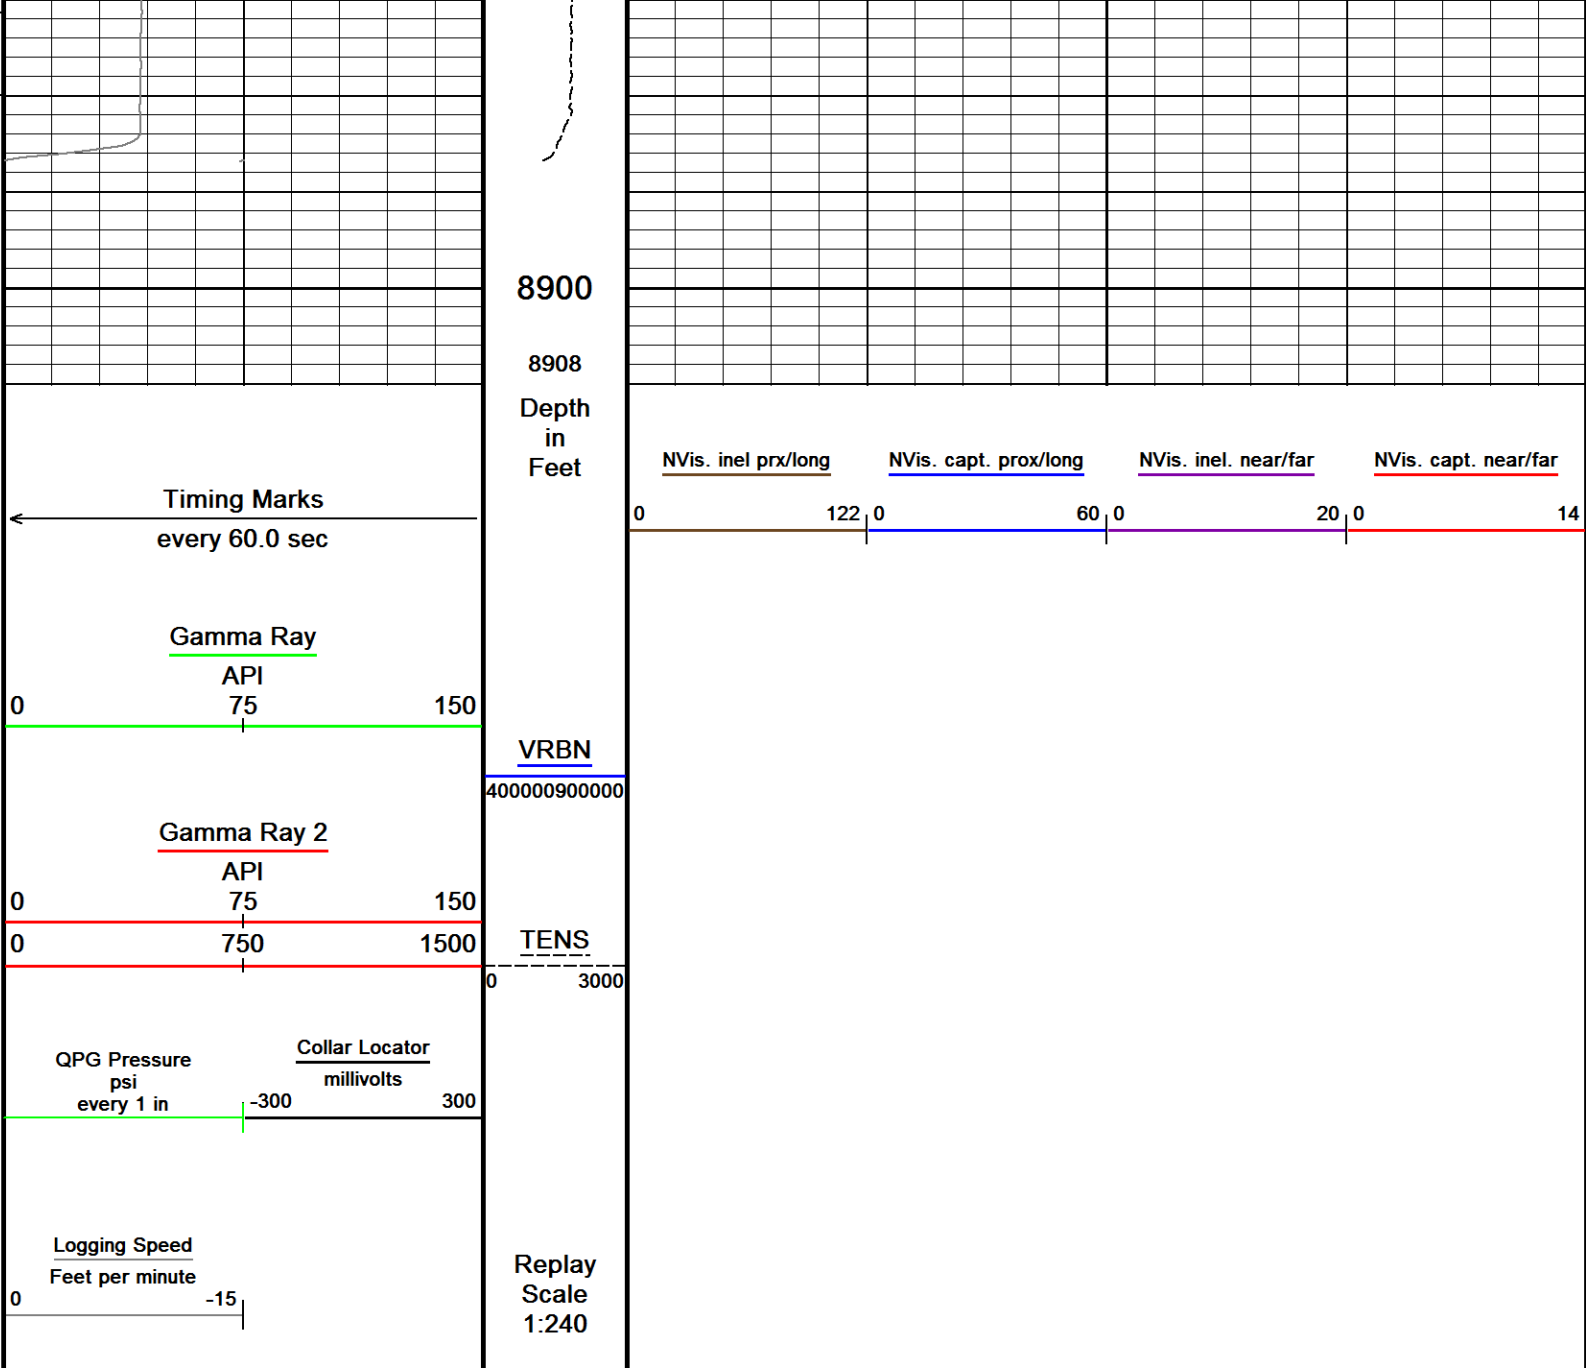 8900
8908
Depth
in
Feet
Timing Marks
every 60.0 sec
Gamma Ray
API
0 75 150
Gamma Ray 2
API
0 75 150
0 750 1500
QPG Pressure
psi
every 1 in
Collar Locator
millivolts
-300 300
Logging Speed
Feet per minute
0 -15
VRBN
400000900000
TENS
0 3000
Replay
Scale
1:240
NVis. inel prx/long NVis. capt. prox/long NVis. inel. near/far NVis. capt. near/far
0 122 0 60 0 20 0 14